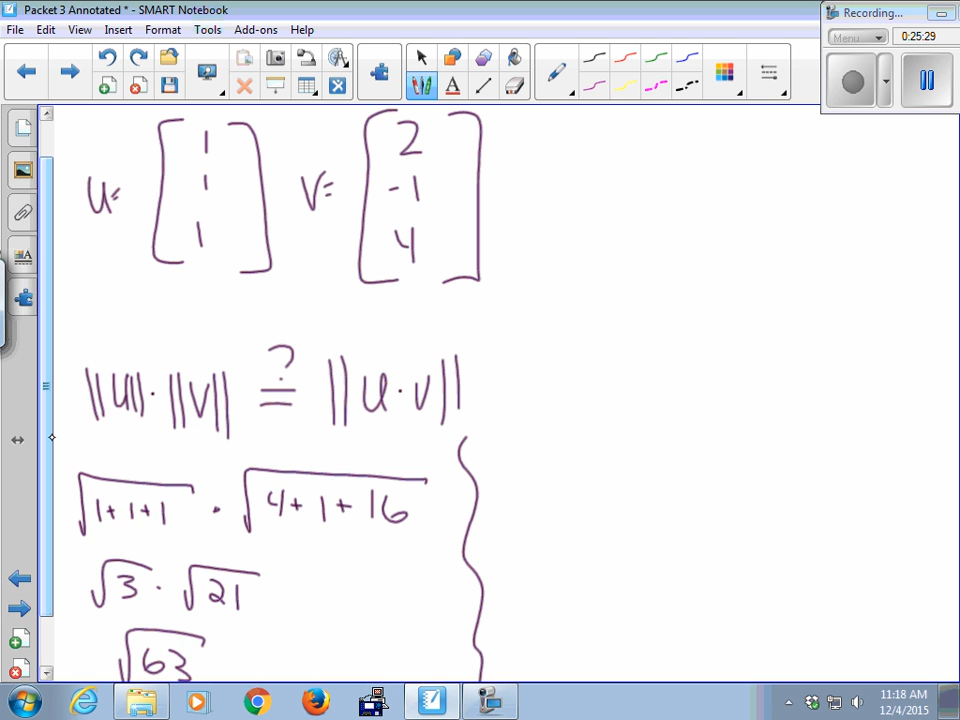 Packet 3 Annotated * - SMART Notebook
File Edit View Insert Format Tools Add-ons Help
Recording...
Menu
0:25:29
u= [ 1 1 1 ] v= [ 2 -1 4 ]
||u||·||v|| ?= ||u·v||
√1+1+1 · √4+1+16
√3 · √21
√63
11:18 AM
12/4/2015